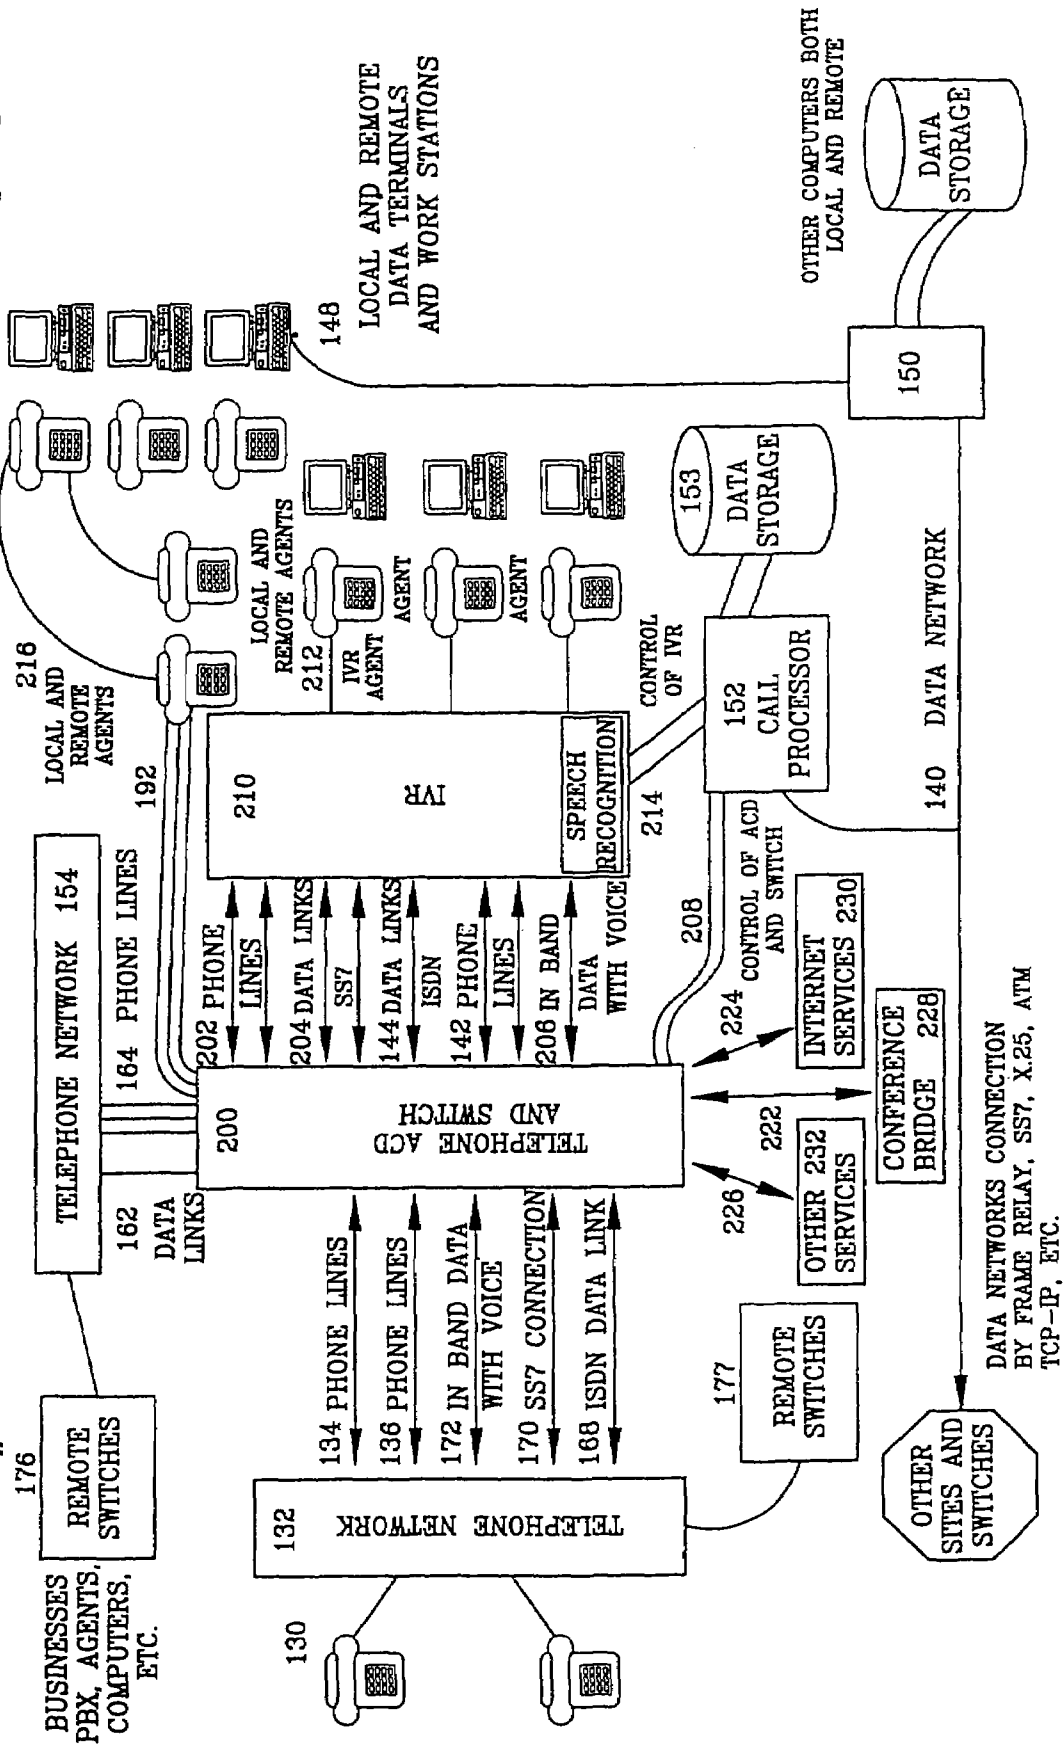 BUSINESSES
PBX, AGENTS,
COMPUTERS,
ETC.
176
REMOTE
SWITCHES
TELEPHONE NETWORK 154
162
DATA
LINKS
164 PHONE LINES
192
216
LOCAL AND
REMOTE
AGENTS
130
132
TELEPHONE NETWORK
134 PHONE LINES
136 PHONE LINES
172 IN BAND DATA
WITH VOICE
170 SS7 CONNECTION
168 ISDN DATA LINK
200
TELEPHONE ACD
AND SWITCH
202 PHONE
LINES
204 DATA LINKS
SS7
144 DATA LINKS
ISDN
142 PHONE
LINES
206 IN BAND
DATA
WITH VOICE
210
IVR
SPEECH
RECOGNITION
LOCAL AND
REMOTE AGENTS
212
IVR
AGENT
AGENT
AGENT
148
LOCAL AND REMOTE
DATA TERMINALS
AND WORK STATIONS
214
CONTROL
OF IVR
208
CONTROL OF ACD
AND SWITCH
152
CALL
PROCESSOR
153
DATA
STORAGE
177
REMOTE
SWITCHES
226
OTHER 232
SERVICES
222
CONFERENCE
BRIDGE 228
224
INTERNET
SERVICES 230
140 DATA NETWORK
150
OTHER COMPUTERS BOTH
LOCAL AND REMOTE
DATA
STORAGE
OTHER
SITES AND
SWITCHES
DATA NETWORKS CONNECTION
BY FRAME RELAY, SS7, X.25, ATM
TCP-IP, ETC.